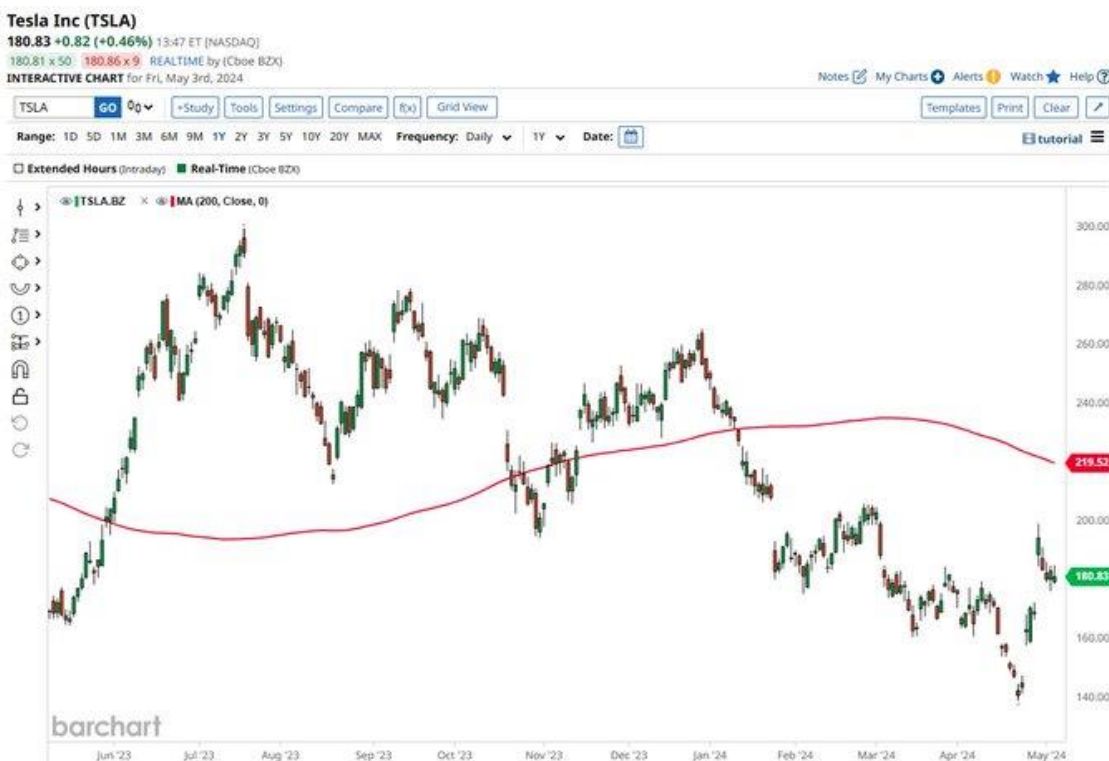 Tesla Inc (TSLA)
180.83 +0.82 (+0.46%) 13:47 ET [NASDAQ]
180.81 x 50 180.86 x 9 REALTIME by (Cboe BZX)
INTERACTIVE CHART for Fri, May 3rd, 2024
Notes My Charts Alerts Watch Help
TSLA GO +Study Tools Settings Compare f(x) Grid View Templates Print Clear
Range: 1D 5D 1M 3M 6M 9M 1Y 2Y 3Y 5Y 10Y 20Y MAX Frequency: Daily 1Y Date: tutorial
Extended Hours (Intraday) Real-Time (Cboe BZX)
TSLA.BZ × MA (200, Close, 0)
300.00
280.00
260.00
240.00
219.52
200.00
180.83
160.00
140.00
barchart
Jun '23 Jul '23 Aug '23 Sep '23 Oct '23 Nov '23 Dec '23 Jan '24 Feb '24 Mar '24 Apr '24 May '24